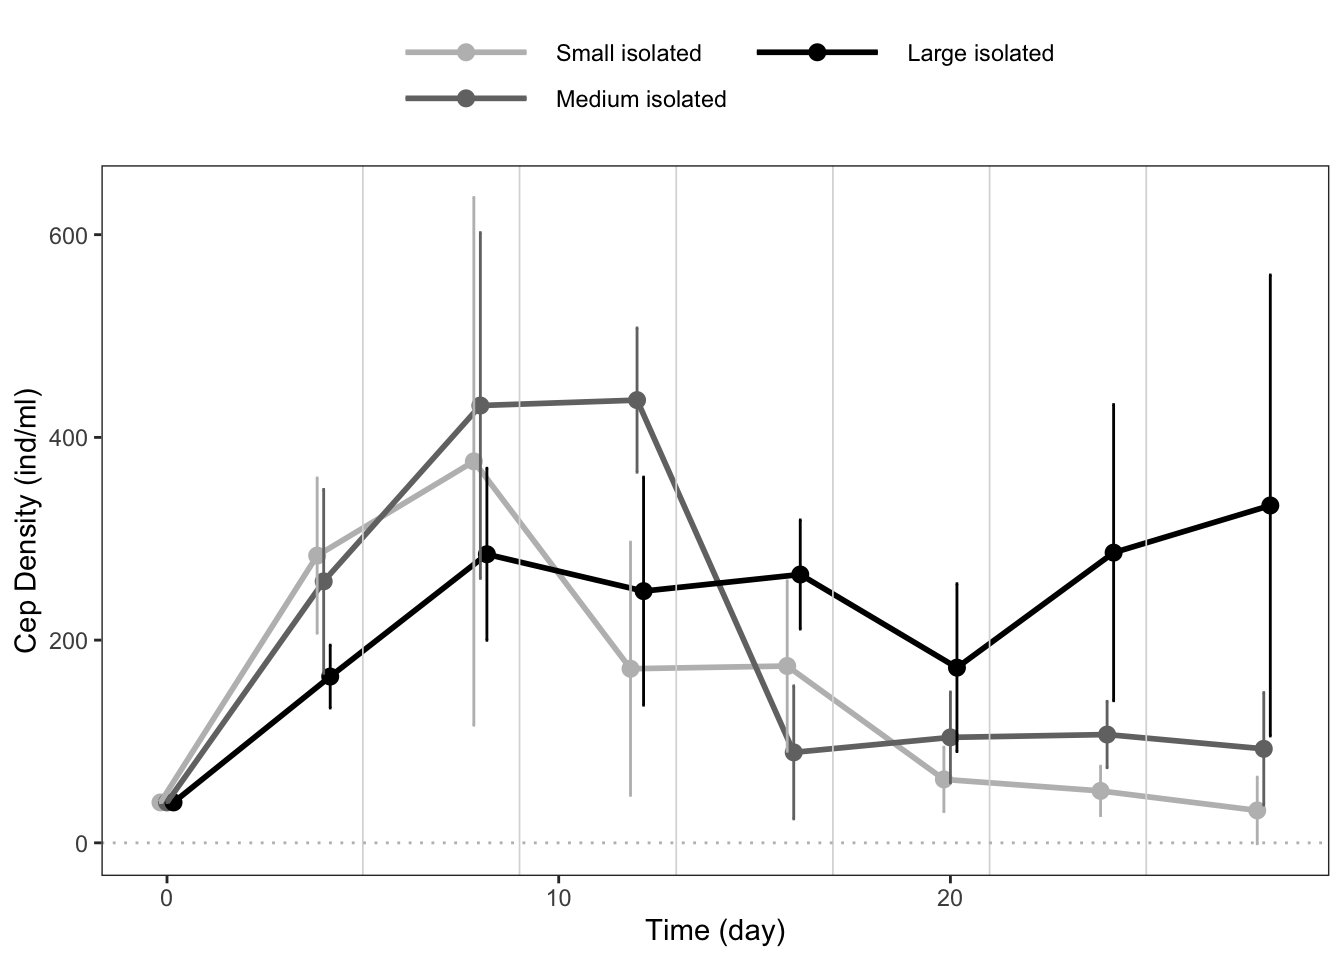 Small isolated
Large isolated
Medium isolated
Cep Density (ind/ml)
600
400
200
0
0
10
20
Time (day)